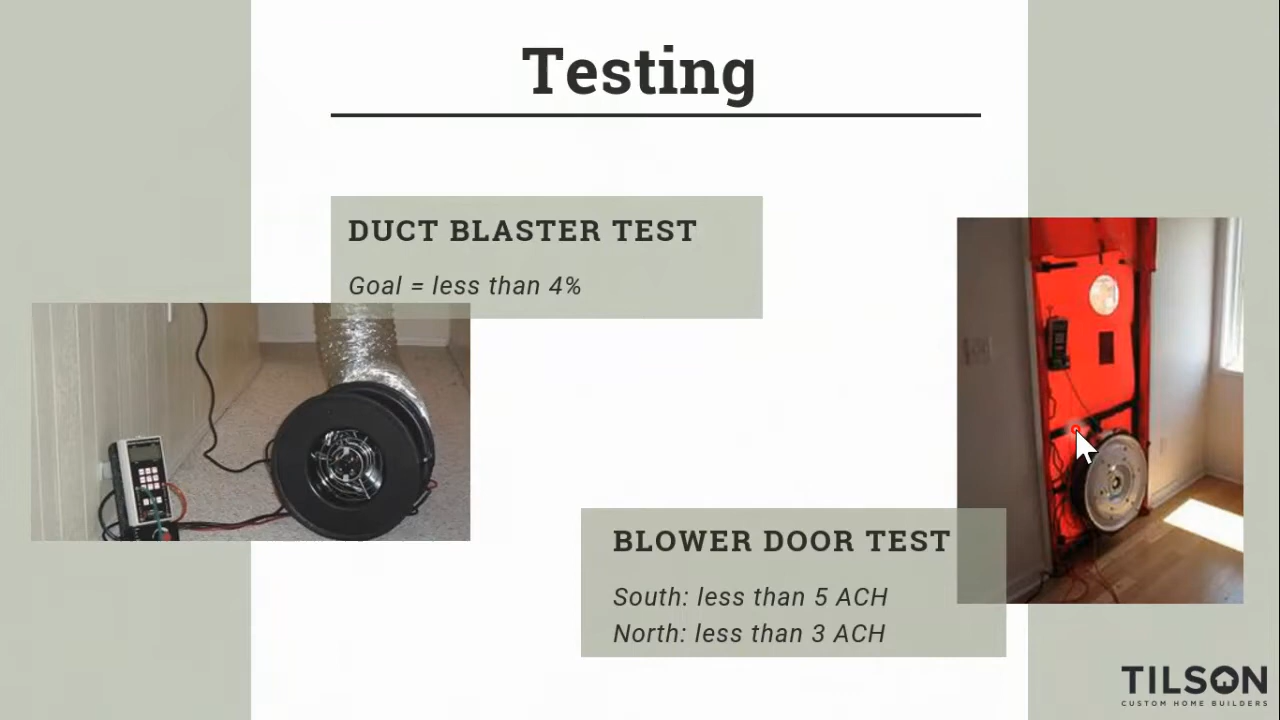 Testing
DUCT BLASTER TEST
Goal = less than 4%
BLOWER DOOR TEST
South: less than 5 ACH
North: less than 3 ACH
TILSON
CUSTOM HOME BUILDERS